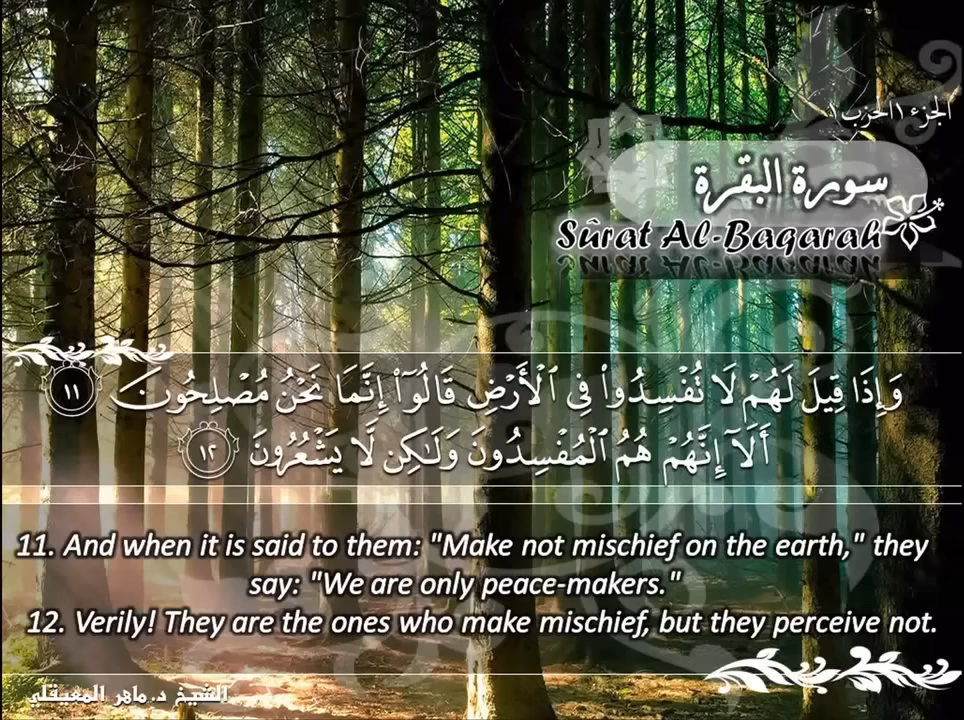 الجزء ١ الحزب ١
سورة البقرة
Sûrat Al-Baqarah
وَإِذَا قِيلَ لَهُمْ لَا تُفْسِدُوا۟ فِى ٱلْأَرْضِ قَالُوٓا۟ إِنَّمَا نَحْنُ مُصْلِحُونَ ١١
أَلَآ إِنَّهُمْ هُمُ ٱلْمُفْسِدُونَ وَلَـٰكِن لَّا يَشْعُرُونَ ١٢
11. And when it is said to them: "Make not mischief on the earth," they
say: "We are only peace-makers."
12. Verily! They are the ones who make mischief, but they perceive not.
الشيخ د. ماهر المعيقلي